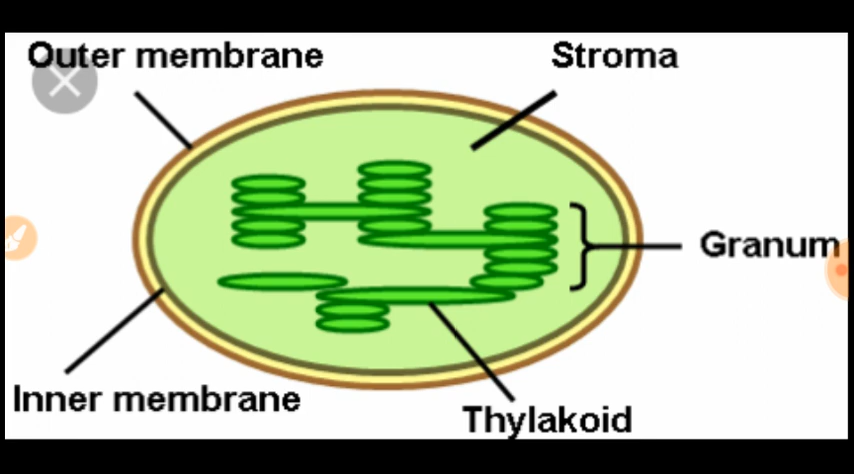 Outer membrane
Stroma
Granum
Inner membrane
Thylakoid